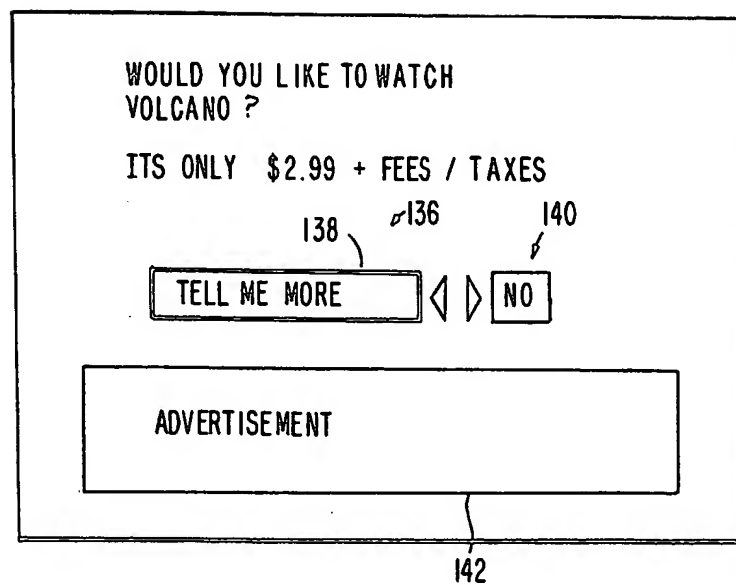 WOULD YOU LIKE TO WATCH
VOLCANO ?
ITS ONLY $2.99 + FEES / TAXES
136
138
140
TELL ME MORE
NO
ADVERTISEMENT
142